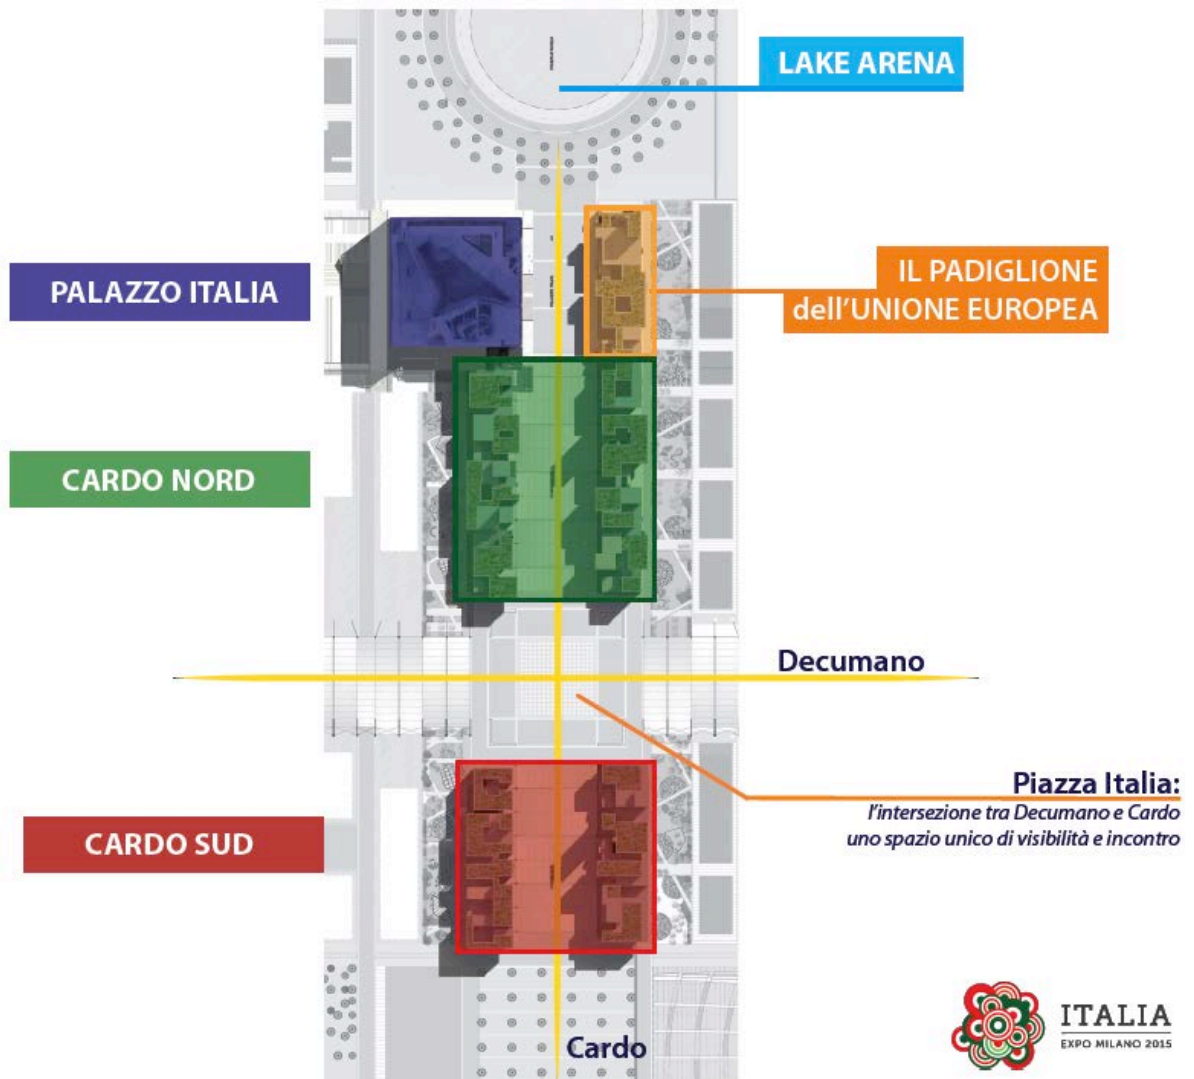 LAKE ARENA
PALAZZO ITALIA
IL PADIGLIONE
dell'UNIONE EUROPEA
CARDO NORD
Decumano
Piazza Italia:
l'intersezione tra Decumano e Cardo
uno spazio unico di visibilità e incontro
CARDO SUD
Cardo
ITALIA
EXPO MILANO 2015